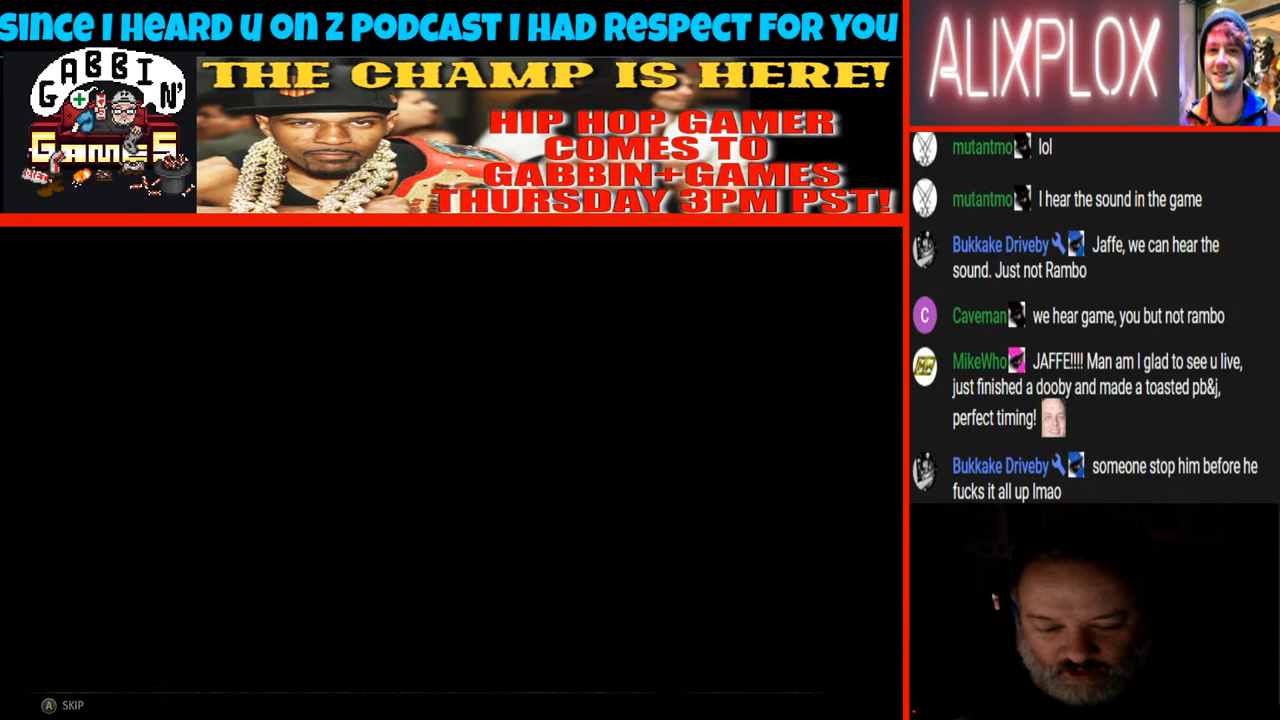 since I heard u on Z podcast I had respect for you
GABBIN'
GAMES
THE CHAMP IS HERE!
HIP HOP GAMER
COMES TO
GABBIN+GAMES
THURSDAY 3PM PST!
ALIXPLOX
mutantmo lol
mutantmo I hear the sound in the game
Bukkake Driveby Jaffe, we can hear the
sound. Just not Rambo
C Caveman we hear game, you but not rambo
MikeWho JAFFE!!!! Man am I glad to see u live,
just finished a dooby and made a toasted pb&j,
perfect timing!
Bukkake Driveby someone stop him before he
fucks it all up lmao
A SKIP